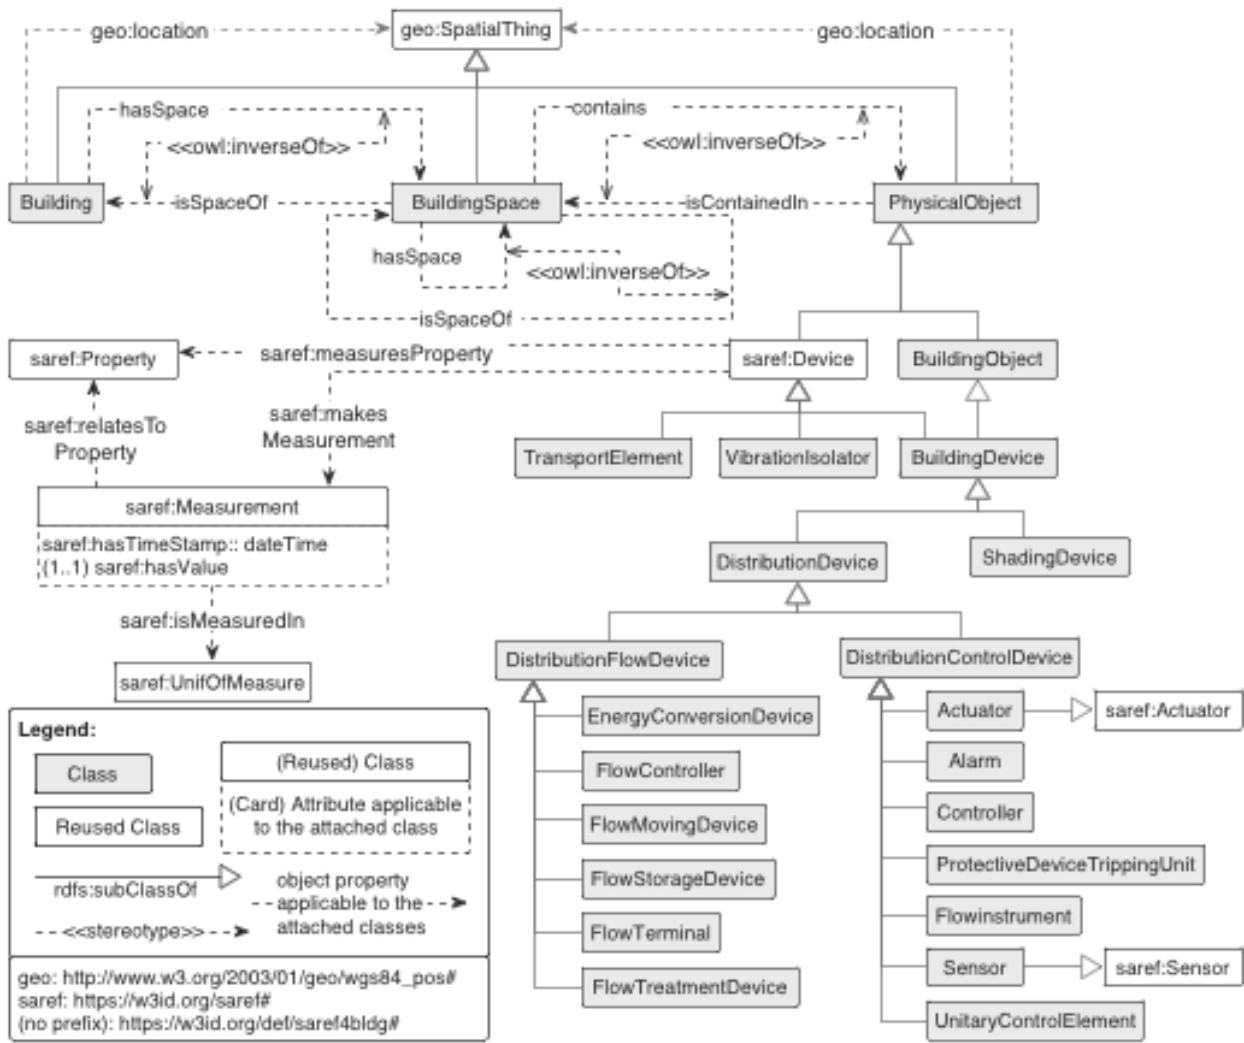 geo:location
geo:SpatialThing
geo:location
hasSpace
contains
<<owl:inverseOf>>
<<owl:inverseOf>>
Building
isSpaceOf
BuildingSpace
isContainedIn
PhysicalObject
hasSpace
<<owl:inverseOf>>
isSpaceOf
saref:Property
saref:measuresProperty
saref:Device
BuildingObject
saref:relatesTo
Property
saref:makes
Measurement
TransportElement
VibrationIsolator
BuildingDevice
saref:Measurement
saref:hasTimeStamp:: dateTime
(1..1) saref:hasValue
DistributionDevice
ShadingDevice
saref:isMeasuredIn
saref:UnifOfMeasure
DistributionFlowDevice
DistributionControlDevice
EnergyConversionDevice
FlowController
FlowMovingDevice
FlowStorageDevice
FlowTerminal
FlowTreatmentDevice
Actuator
saref:Actuator
Alarm
Controller
ProtectiveDeviceTrippingUnit
Flowinstrument
Sensor
saref:Sensor
UnitaryControlElement
Legend:
Class
(Reused) Class
Reused Class
(Card) Attribute applicable
to the attached class
rdfs:subClassOf
object property
applicable to the
attached classes
<<stereotype>>
geo: http://www.w3.org/2003/01/geo/wgs84_pos#
saref: https://w3id.org/saref#
(no prefix): https://w3id.org/def/saref4bldg#